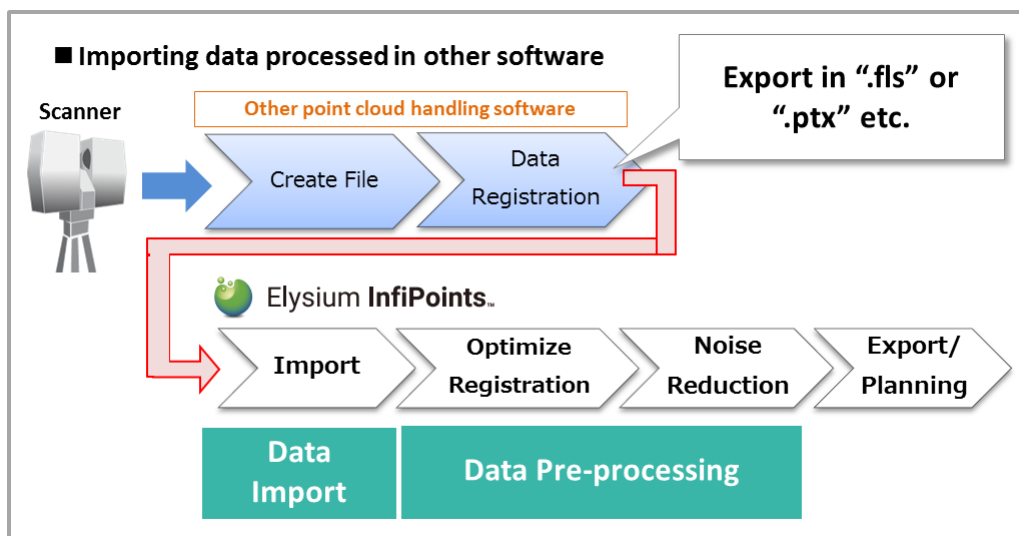 ■ Importing data processed in other software
Export in “.fls” or
“.ptx” etc.
Scanner
Other point cloud handling software
Create File
Data
Registration
Elysium InfiPoints™
Import
Optimize
Registration
Noise
Reduction
Export/
Planning
Data
Import
Data Pre-processing